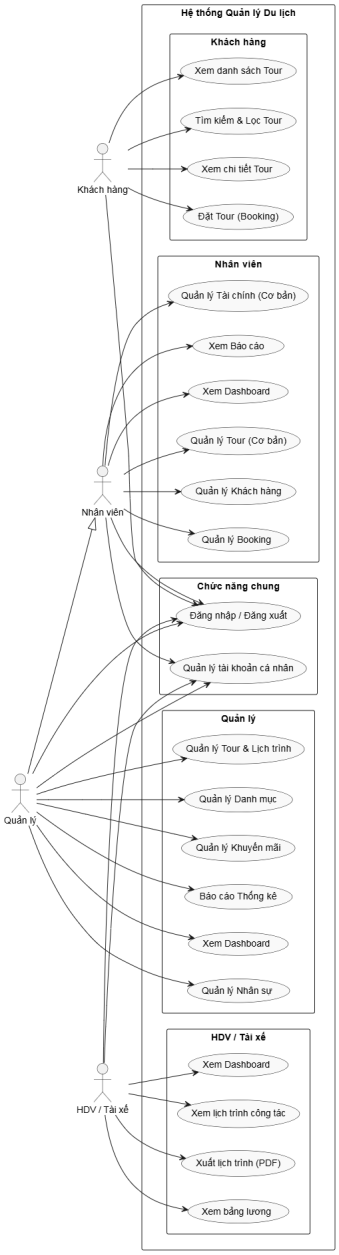 Hệ thống Quản lý Du lịch
Khách hàng
Xem danh sách Tour
Tìm kiếm & Lọc Tour
Xem chi tiết Tour
Đặt Tour (Booking)
Khách hàng
Nhân viên
Quản lý Tài chính (Cơ bản)
Xem Báo cáo
Xem Dashboard
Quản lý Tour (Cơ bản)
Quản lý Khách hàng
Quản lý Booking
Nhân viên
Chức năng chung
Đăng nhập / Đăng xuất
Quản lý tài khoản cá nhân
Quản lý
Quản lý Tour & Lịch trình
Quản lý Danh mục
Quản lý Khuyến mãi
Báo cáo Thống kê
Xem Dashboard
Quản lý Nhân sự
Quản lý
HDV / Tài xế
Xem Dashboard
Xem lịch trình công tác
Xuất lịch trình (PDF)
Xem bảng lương
HDV / Tài xế